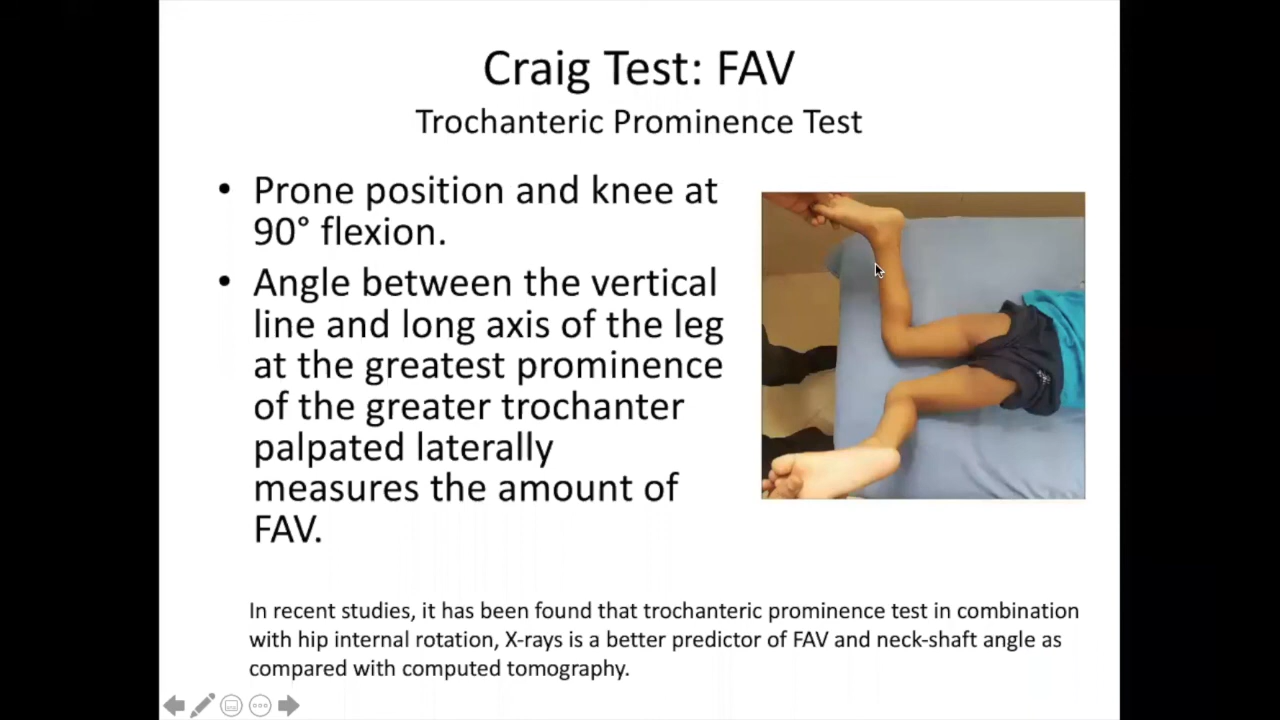 Craig Test: FAV
Trochanteric Prominence Test
• Prone position and knee at
90° flexion.
• Angle between the vertical
line and long axis of the leg
at the greatest prominence
of the greater trochanter
palpated laterally
measures the amount of
FAV.
In recent studies, it has been found that trochanteric prominence test in combination
with hip internal rotation, X-rays is a better predictor of FAV and neck-shaft angle as
compared with computed tomography.